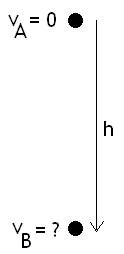 v_A = 0
h
v_B = ?